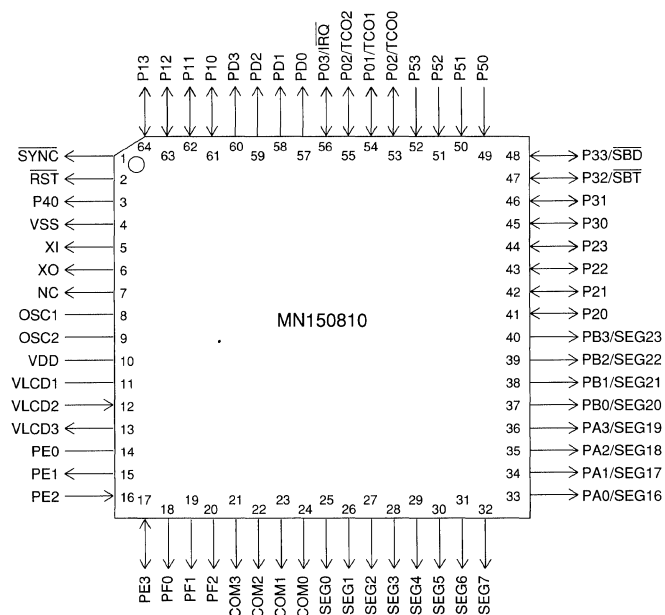 P13
P12
P11
P10
PD3
PD2
PD1
PD0
P03/IRQ
P02/TCO2
P01/TCO1
P02/TCO0
P53
P52
P51
P50
64
63
62
61
60
59
58
57
56
55
54
53
52
51
50
49
SYNC 1
RST 2
P40 3
VSS 4
XI 5
XO 6
NC 7
OSC1 8
OSC2 9
VDD 10
VLCD1 11
VLCD2 12
VLCD3 13
PE0 14
PE1 15
PE2 16
MN150810
48 P33/SBD
47 P32/SBT
46 P31
45 P30
44 P23
43 P22
42 P21
41 P20
40 PB3/SEG23
39 PB2/SEG22
38 PB1/SEG21
37 PB0/SEG20
36 PA3/SEG19
35 PA2/SEG18
34 PA1/SEG17
33 PA0/SEG16
17
18
19
20
21
22
23
24
25
26
27
28
29
30
31
32
PE3
PF0
PF1
PF2
COM3
COM2
COM1
COM0
SEG0
SEG1
SEG2
SEG3
SEG4
SEG5
SEG6
SEG7